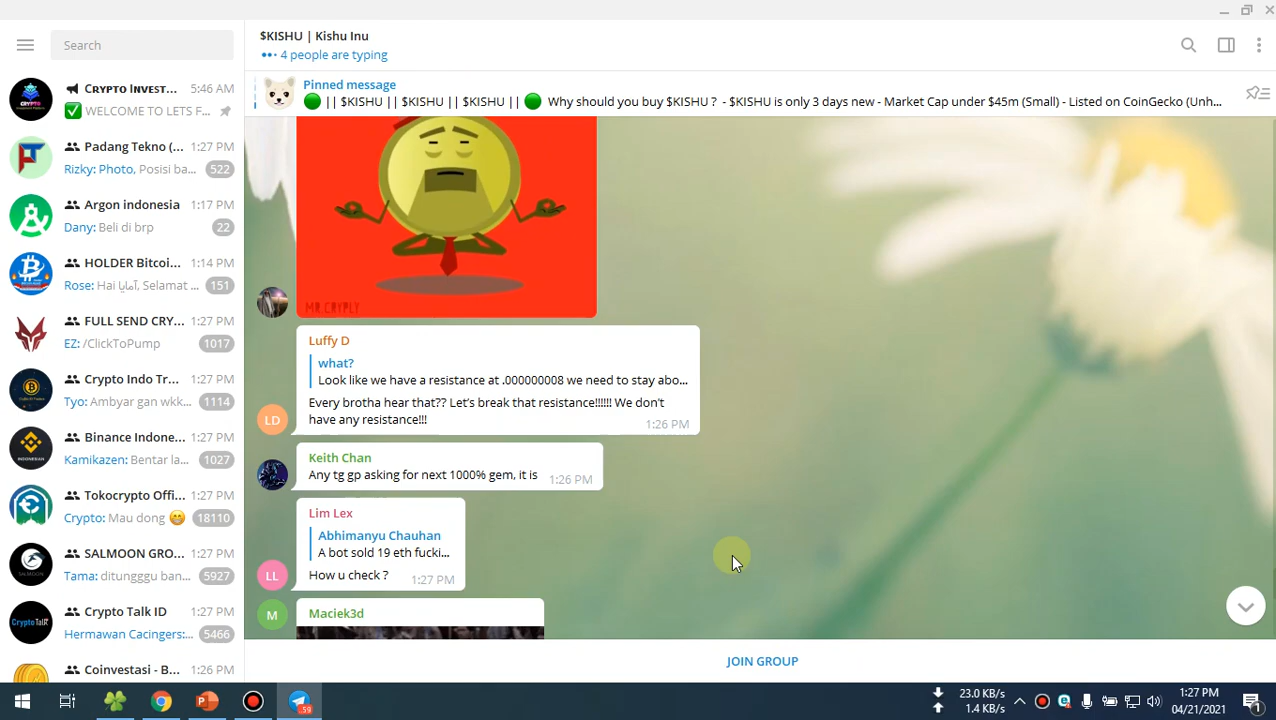 Search
CRYPTO INVEST...
5:46 AM
✅ WELCOME TO LETS F...
Padang Tekno (...
1:27 PM
Rizky: Photo, Posisi ba...
522
Argon indonesia
1:17 PM
Dany: Beli di brp
22
HOLDER Bitcoi...
1:14 PM
Rose: Hai آمایا, Selamat ...
151
FULL SEND CRY...
1:27 PM
EZ: /ClickToPump
1017
Crypto Indo Tr...
1:27 PM
Tyo: Ambyar gan wkk...
1114
Binance Indone...
1:27 PM
Kamikazen: Bentar la...
1027
Tokocrypto Offi...
1:27 PM
Crypto: Mau dong 😁
18110
SALMOON GRO...
1:27 PM
Tama: ditungggu ban...
5927
Crypto Talk ID
1:27 PM
Hermawan Cacingers:...
5466
Coinvestasi - B...
1:26 PM
$KISHU | Kishu Inu
4 people are typing
Pinned message
🟢 || $KISHU || $KISHU || $KISHU || 🟢 Why should you buy $KISHU ? - $KISHU is only 3 days new - Market Cap under $45m (Small) - Listed on CoinGecko (Unh...
MR.CRYPLY
Luffy D
what?
Look like we have a resistance at .000000008 we need to stay abo...
Every brotha hear that?? Let's break that resistance!!!!!! We don't
have any resistance!!!
1:26 PM
LD
Keith Chan
Any tg gp asking for next 1000% gem, it is
1:26 PM
Lim Lex
Abhimanyu Chauhan
A bot sold 19 eth fucki...
How u check ?
1:27 PM
LL
Maciek3d
M
JOIN GROUP
59
23.0 KB/s
1.4 KB/s
1:27 PM
04/21/2021
1